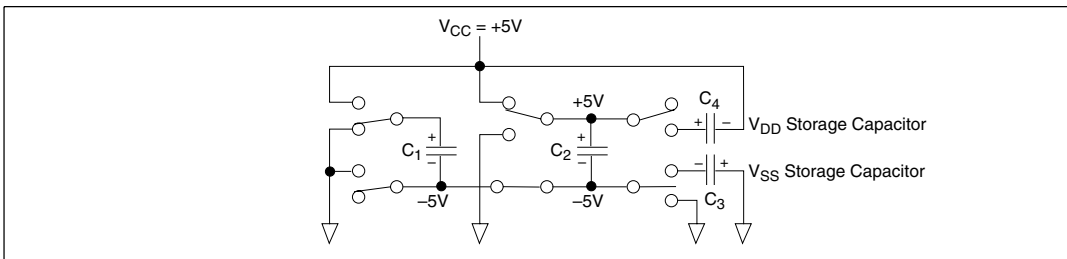 V_CC = +5V
+5V
C_4
+ –
V_DD Storage Capacitor
+
C_1
–
+
C_2
–
– +
V_SS Storage Capacitor
C_3
–5V
–5V